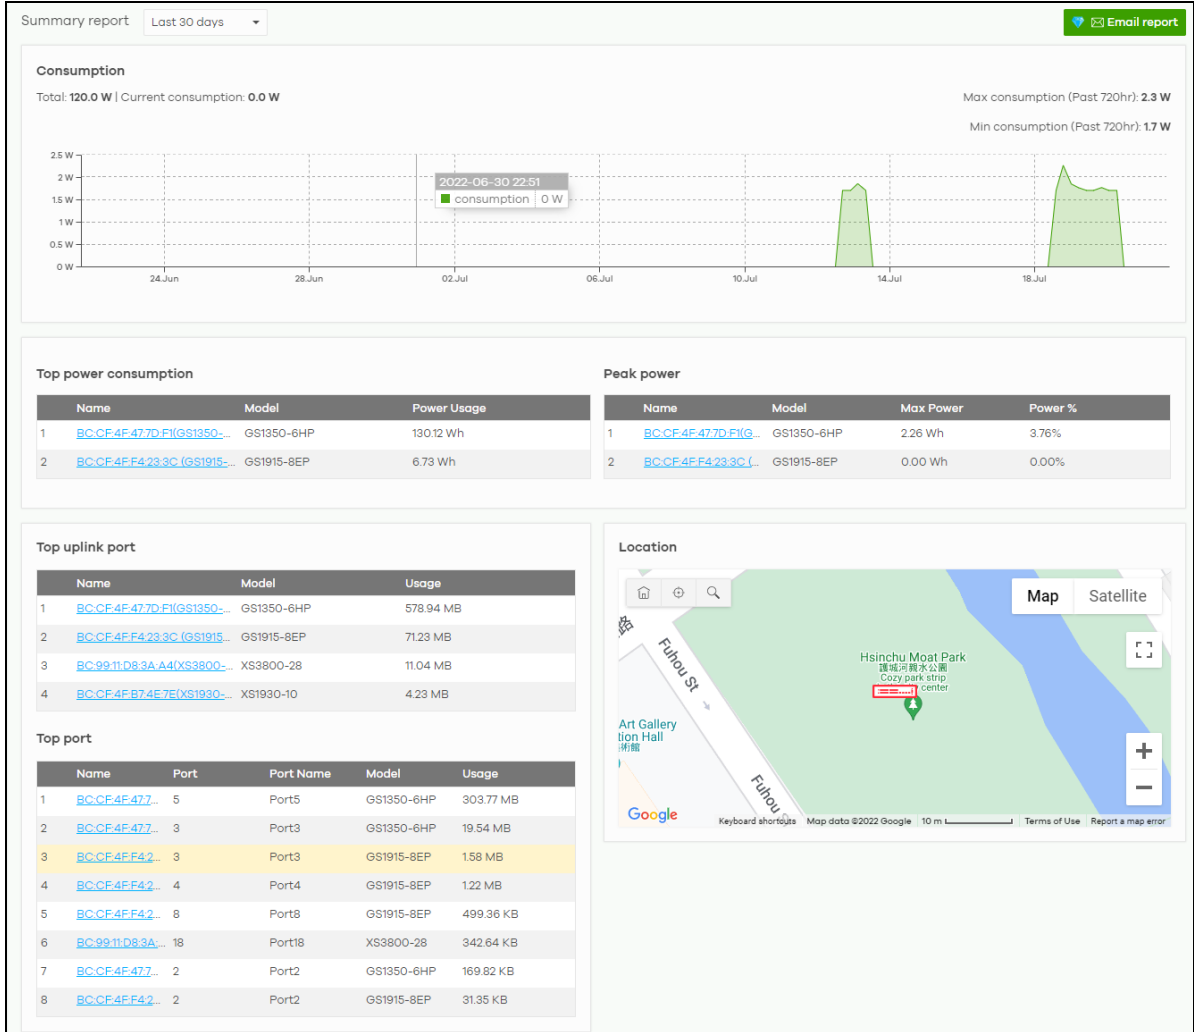 Summary report Last 30 days Email report
Consumption
Total: 120.0 W | Current consumption: 0.0 W
Max consumption (Past 720hr): 2.3 W
Min consumption (Past 720hr): 1.7 W
2.5 W
2 W
1.5 W
1 W
0.5 W
0 W
2022-06-30 22:51
consumption 0 W
24.Jun 28.Jun 02.Jul 06.Jul 10.Jul 14.Jul 18.Jul
Top power consumption
Name Model Power Usage
1 BC:CF:4F:47:7D:F1(GS1350-... GS1350-6HP 130.12 Wh
2 BC:CF:4F:F4:23:3C (GS1915-... GS1915-8EP 6.73 Wh
Peak power
Name Model Max Power Power %
1 BC:CF:4F:47:7D:F1(G... GS1350-6HP 2.26 Wh 3.76%
2 BC:CF:4F:F4:23:3C (... GS1915-8EP 0.00 Wh 0.00%
Top uplink port
Name Model Usage
1 BC:CF:4F:47:7D:F1(GS1350-... GS1350-6HP 578.94 MB
2 BC:CF:4F:F4:23:3C (GS1915... GS1915-8EP 71.23 MB
3 BC:99:11:D8:3A:A4(XS3800-... XS3800-28 11.04 MB
4 BC:CF:4F:B7:4E:7E(XS1930-... XS1930-10 4.23 MB
Top port
Name Port Port Name Model Usage
1 BC:CF:4F:47:7... 5 Port5 GS1350-6HP 303.77 MB
2 BC:CF:4F:47:7... 3 Port3 GS1350-6HP 19.54 MB
3 BC:CF:4F:F4:2... 3 Port3 GS1915-8EP 1.58 MB
4 BC:CF:4F:F4:2... 4 Port4 GS1915-8EP 1.22 MB
5 BC:CF:4F:F4:2... 8 Port8 GS1915-8EP 499.36 KB
6 BC:99:11:D8:3A:... 18 Port18 XS3800-28 342.64 KB
7 BC:CF:4F:47:7... 2 Port2 GS1350-6HP 169.82 KB
8 BC:CF:4F:F4:2... 2 Port2 GS1915-8EP 31.35 KB
Location
Map Satellite
路
Fuhou St
Hsinchu Moat Park
護城河親水公園
Cozy park strip
center
Art Gallery
tion Hall
術館
Fuhou
Google
Keyboard shortcuts Map data ©2022 Google 10 m Terms of Use Report a map error